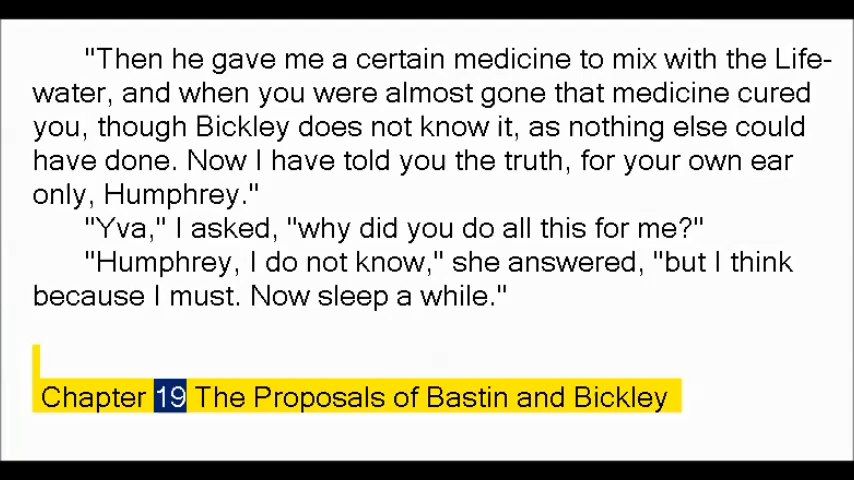 "Then he gave me a certain medicine to mix with the Life-
water, and when you were almost gone that medicine cured
you, though Bickley does not know it, as nothing else could
have done. Now I have told you the truth, for your own ear
only, Humphrey."
"Yva," I asked, "why did you do all this for me?"
"Humphrey, I do not know," she answered, "but I think
because I must. Now sleep a while."
Chapter 19 The Proposals of Bastin and Bickley